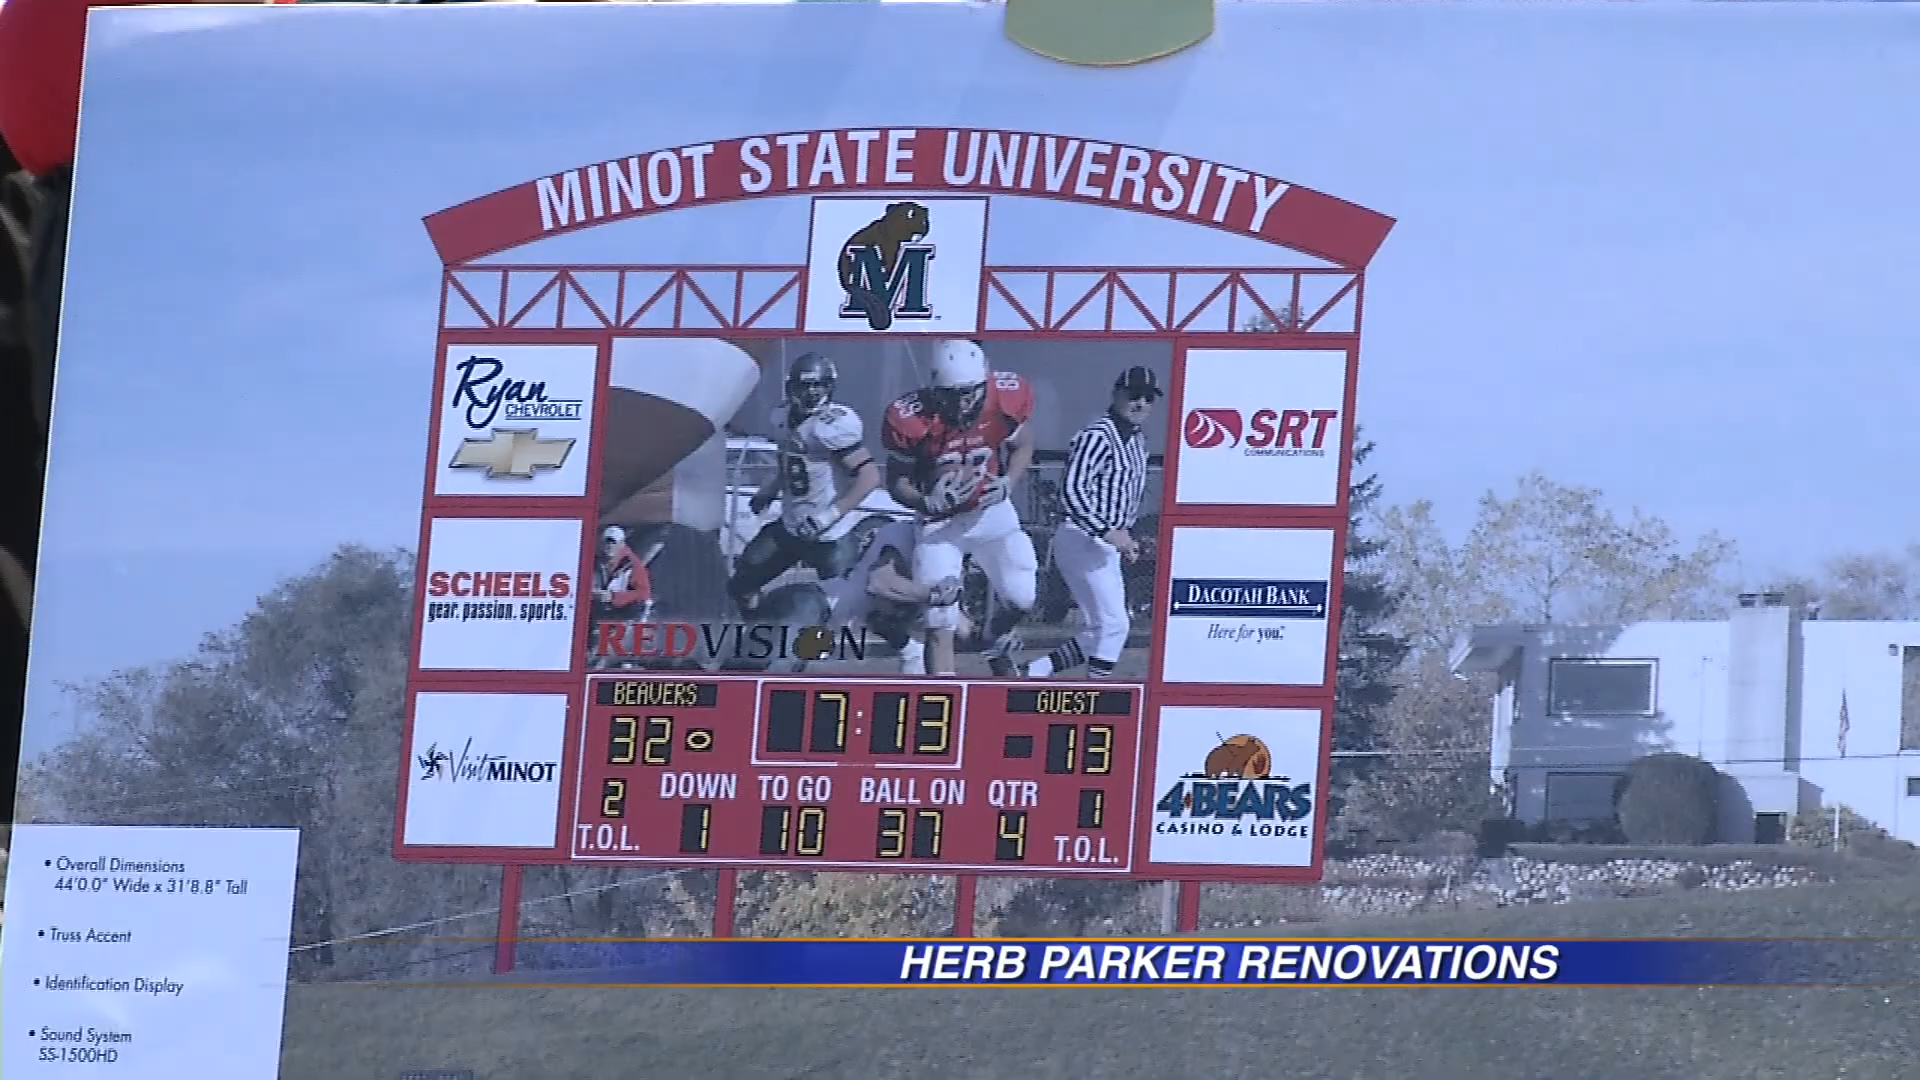 MINOT STATE UNIVERSITY
M
Ryan
CHEVROLET
SRT
COMMUNICATIONS
SCHEELS
gear. passion. sports.
DACOTAH BANK
Here for you.
REDVISION
Visit MINOT
4 BEARS
CASINO & LODGE
BEAVERS 7:13 GUEST
32 13
DOWN TO GO BALL ON QTR
2 1 10 37 4 1
T.O.L. T.O.L.
• Overall Dimensions
44'0.0" Wide x 31'8.8" Tall
• Truss Accent
• Identification Display
• Sound System
SS-1500HD
HERB PARKER RENOVATIONS